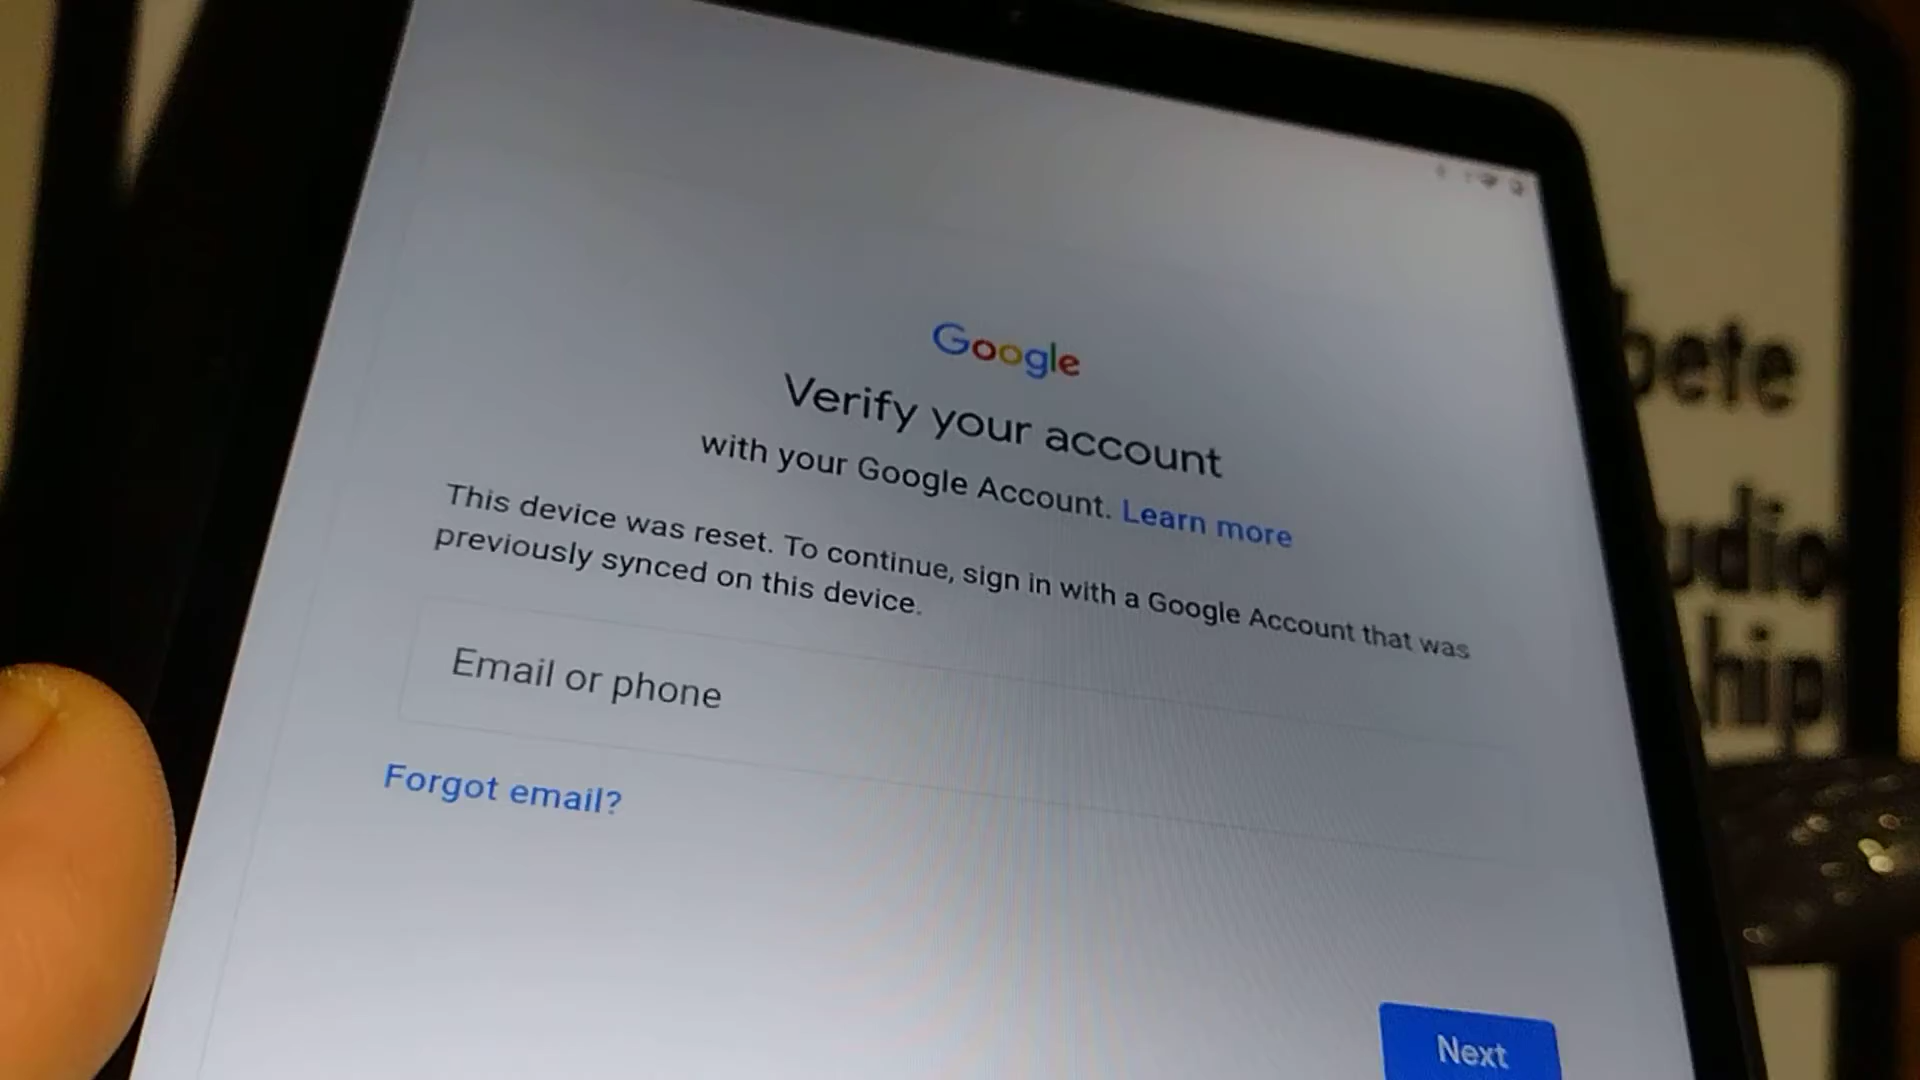 Google
Verify your account
with your Google Account. Learn more
This device was reset. To continue, sign in with a Google Account that was
previously synced on this device.
Email or phone
Forgot email?
Next
bete
udio
hip